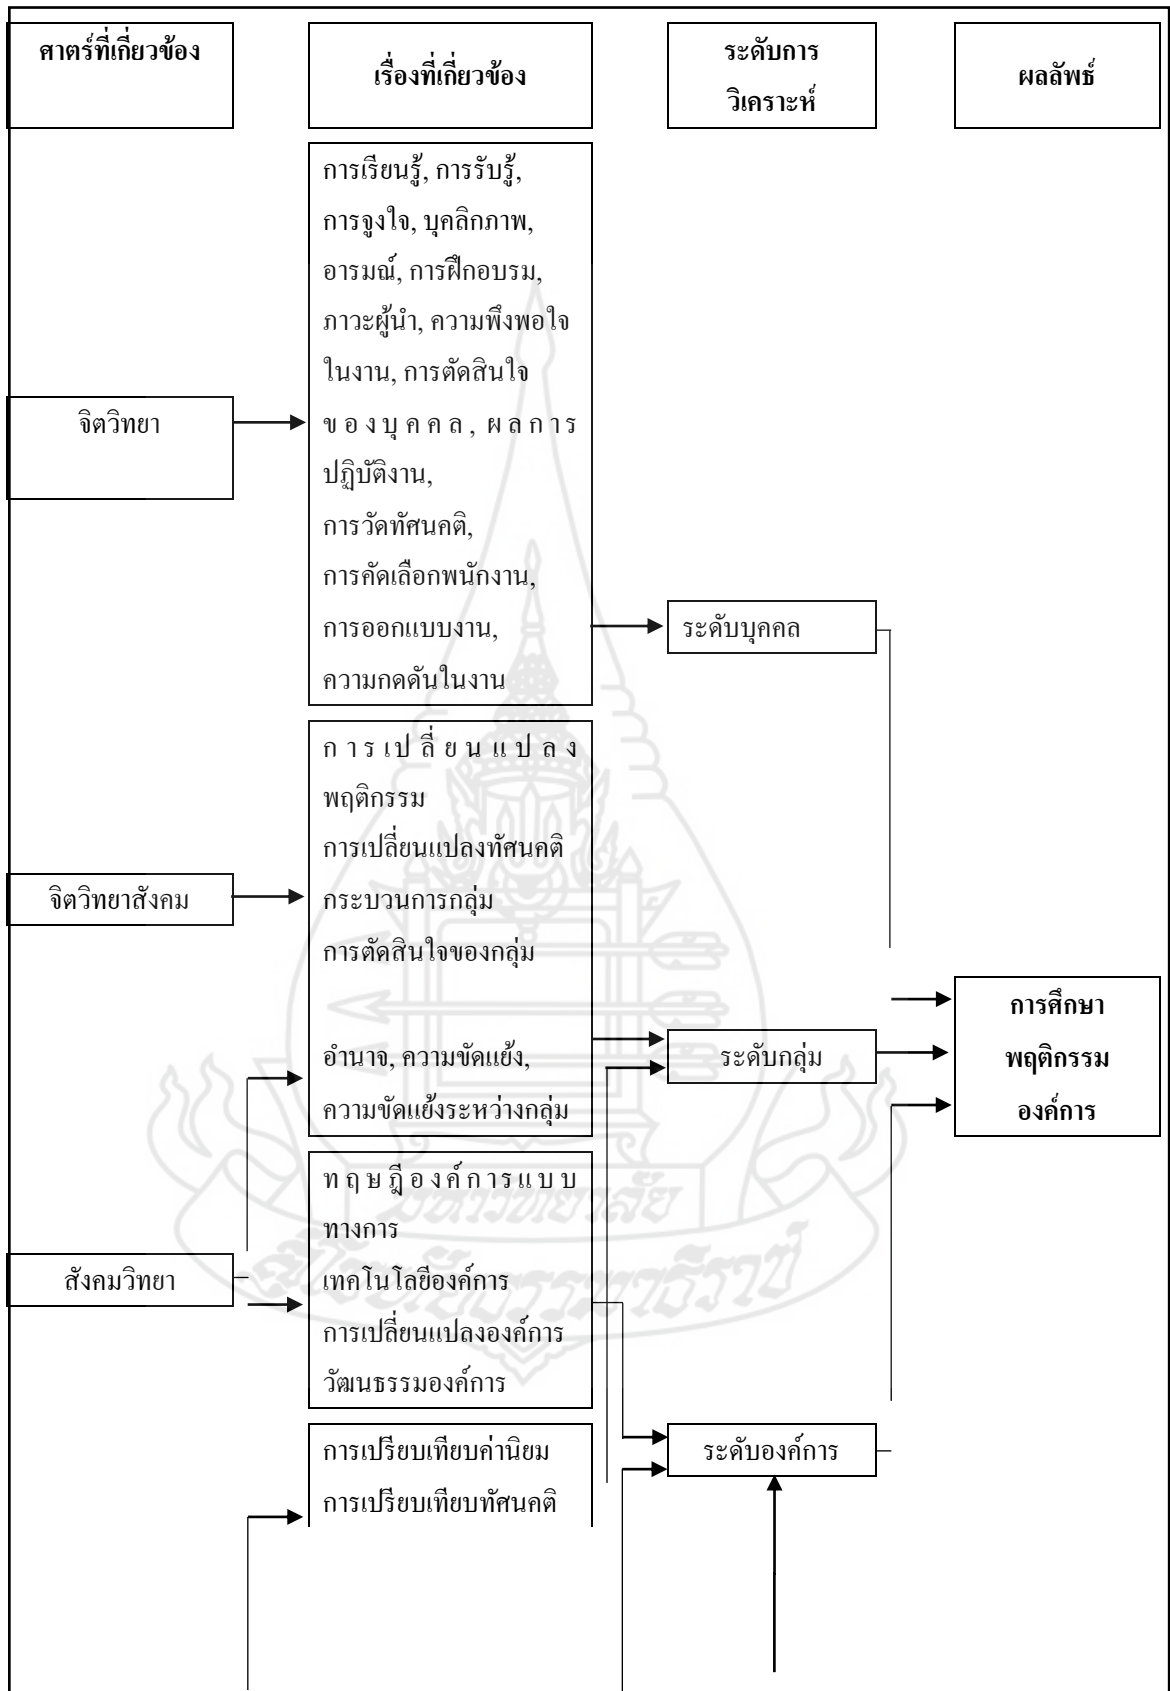 ศาตร์ที่เกี่ยวข้อง
เรื่องที่เกี่ยวข้อง
ระดับการ
วิเคราะห์
ผลลัพธ์
การเรียนรู้, การรับรู้,
การจูงใจ, บุคลิกภาพ,
อารมณ์, การฝึกอบรม,
ภาวะผู้นำ, ความพึงพอใจ
ในงาน, การตัดสินใจ
ของบุคคล, ผลการ
ปฏิบัติงาน,
การวัดทัศนคติ,
การคัดเลือกพนักงาน,
การออกแบบงาน,
ความกดดันในงาน
จิตวิทยา
ระดับบุคคล
การเปลี่ยนแปลง
พฤติกรรม
การเปลี่ยนแปลงทัศนคติ
กระบวนการกลุ่ม
การตัดสินใจของกลุ่ม
อำนาจ, ความขัดแย้ง,
ความขัดแย้งระหว่างกลุ่ม
จิตวิทยาสังคม
ระดับกลุ่ม
การศึกษา
พฤติกรรม
องค์การ
ทฤษฎีองค์การแบบ
ทางการ
เทคโนโลยีองค์การ
การเปลี่ยนแปลงองค์การ
วัฒนธรรมองค์การ
สังคมวิทยา
มหาวิทยาลัย
สุโขทัยธรรมาธิราช
การเปรียบเทียบค่านิยม
การเปรียบเทียบทัศนคติ
ระดับองค์การ